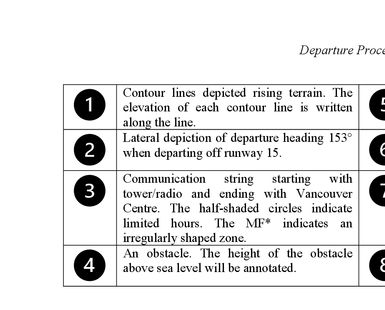 Departure Proce
1
Contour lines depicted rising terrain. The
elevation of each contour line is written
along the line.
2
Lateral depiction of departure heading 153°
when departing off runway 15.
3
Communication string starting with
tower/radio and ending with Vancouver
Centre. The half-shaded circles indicate
limited hours. The MF* indicates an
irregularly shaped zone.
4
An obstacle. The height of the obstacle
above sea level will be annotated.
5
6
7
8